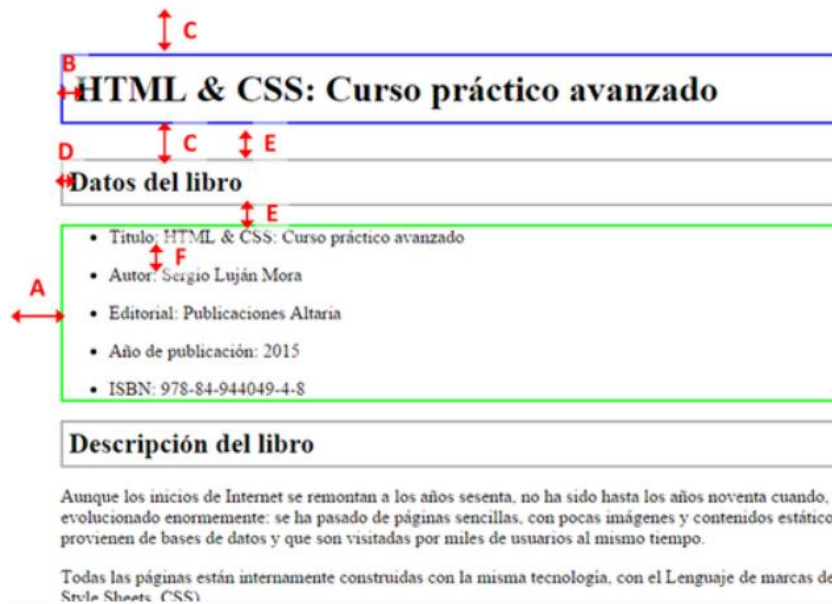 C
B
HTML & CSS: Curso práctico avanzado
C E
D
Datos del libro
E
• Título: HTML & CSS: Curso práctico avanzado
F
• Autor: Sergio Luján Mora
A
• Editorial: Publicaciones Altaria
• Año de publicación: 2015
• ISBN: 978-84-944049-4-8
Descripción del libro
Aunque los inicios de Internet se remontan a los años sesenta, no ha sido hasta los años noventa cuando,
evolucionado enormemente: se ha pasado de páginas sencillas, con pocas imágenes y contenidos estático
provienen de bases de datos y que son visitadas por miles de usuarios al mismo tiempo.
Todas las páginas están internamente construidas con la misma tecnología, con el Lenguaje de marcas de
Style Sheets, CSS)